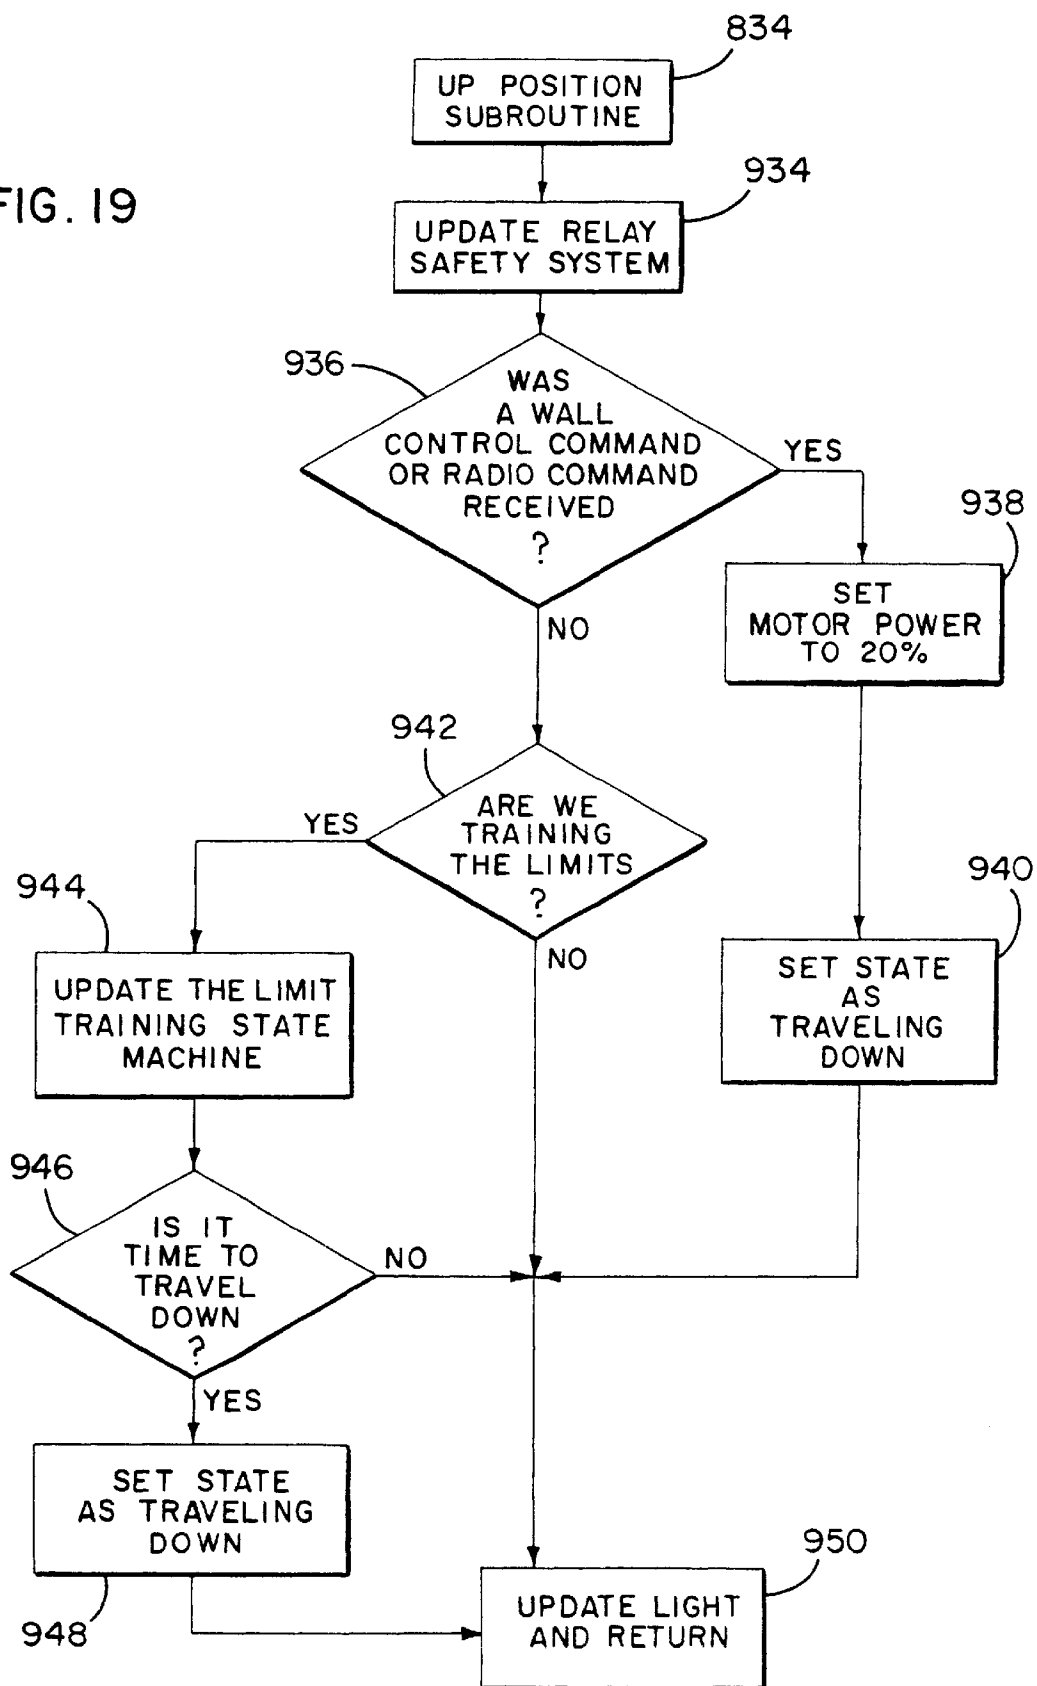 834
UP POSITION
SUBROUTINE
FIG. 19
934
UPDATE RELAY
SAFETY SYSTEM
936
WAS
A WALL
CONTROL COMMAND
OR RADIO COMMAND
RECEIVED
?
YES
NO
938
SET
MOTOR POWER
TO 20%
942
ARE WE
TRAINING
THE LIMITS
?
YES
NO
940
SET STATE
AS
TRAVELING
DOWN
944
UPDATE THE LIMIT
TRAINING STATE
MACHINE
946
IS IT
TIME TO
TRAVEL
DOWN
?
NO
YES
SET STATE
AS TRAVELING
DOWN
948
950
UPDATE LIGHT
AND RETURN